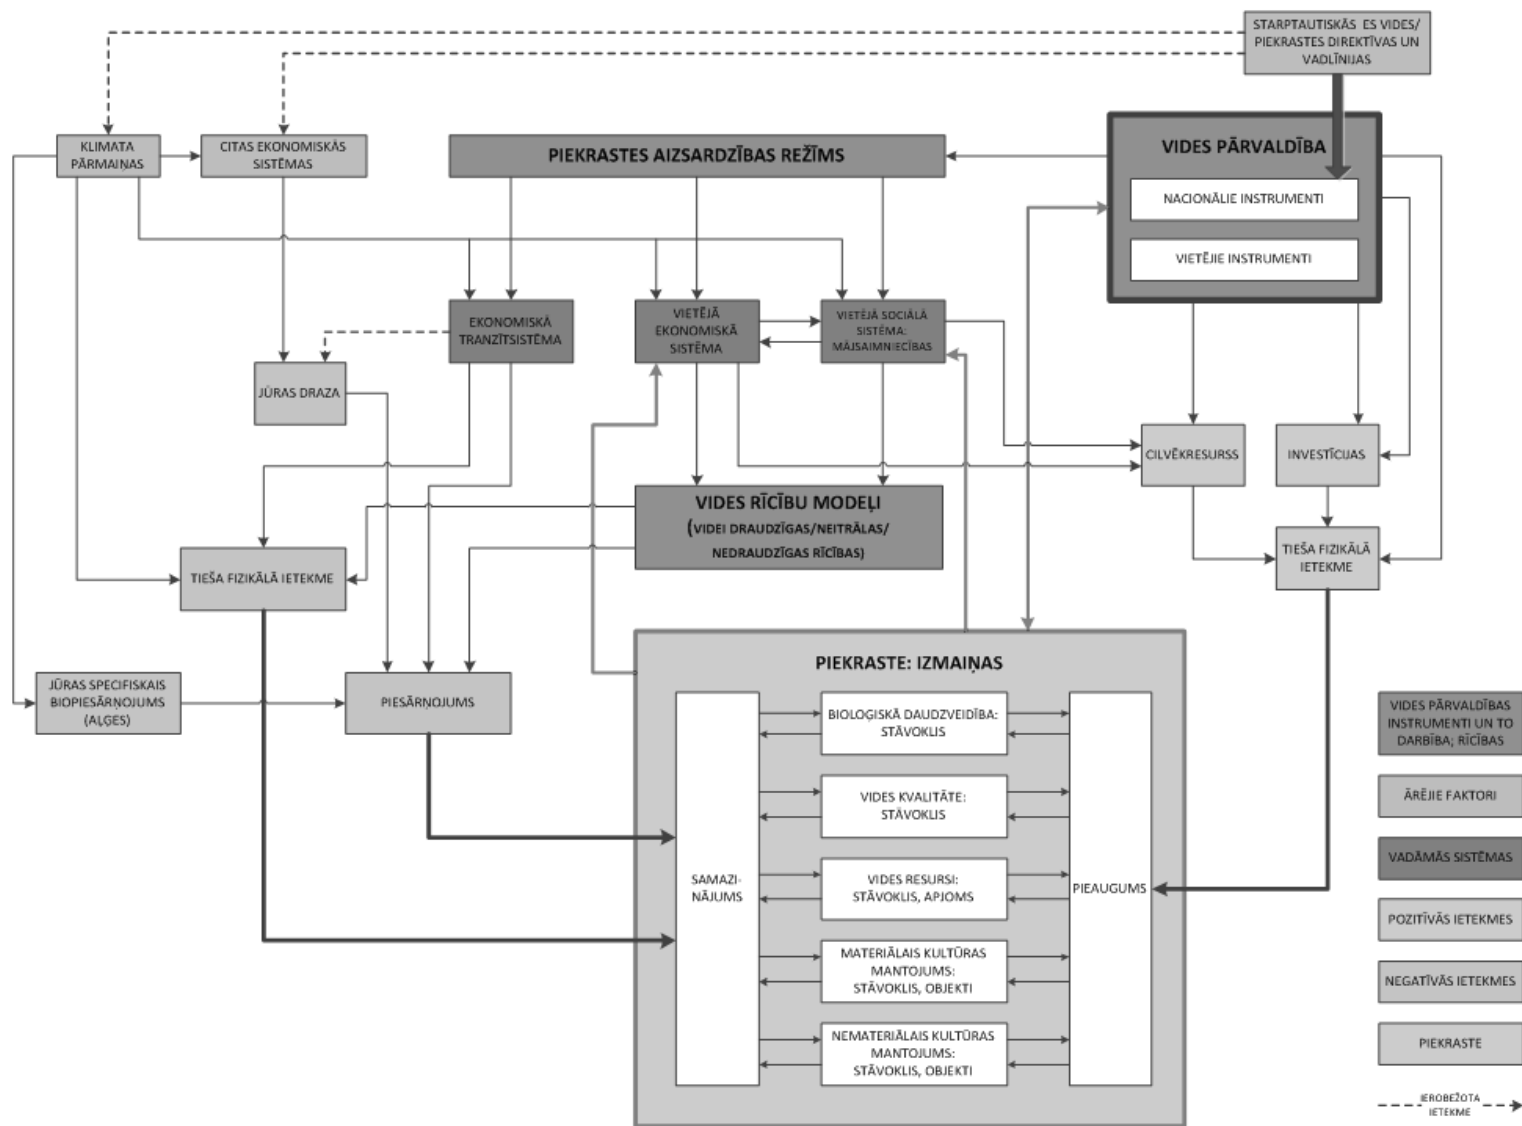 STARPTAUTISKĀS ES VIDES/
PIEKRASTES DIREKTĪVAS UN
VADLĪNIJAS
KLIMATA
PĀRMAIŅAS
CITAS EKONOMISKĀS
SISTĒMAS
PIEKRASTES AIZSARDZĪBAS REŽĪMS
VIDES PĀRVALDĪBA
NACIONĀLIE INSTRUMENTI
VIETĒJIE INSTRUMENTI
EKONOMISKĀ
TRANZĪTSISTĒMA
VIETĒJĀ
EKONOMISKĀ
SISTĒMA
VIETĒJĀ SOCIĀLĀ
SISTĒMA:
MĀJSAIMNIECĪBAS
JŪRAS DRAZA
CILVĒKRESURSS
INVESTĪCIJAS
VIDES RĪCĪBU MODEĻI
(VIDEI DRAUDZĪGAS/NEITRĀLAS/
NEDRAUDZĪGAS RĪCĪBAS)
TIEŠA FIZIKĀLĀ IETEKME
TIEŠA FIZIKĀLĀ
IETEKME
JŪRAS SPECIFISKAIS
BIOPIESĀRŅOJUMS
(AĻĢES)
PIESĀRŅOJUMS
PIEKRASTE: IZMAIŅAS
SAMAZI-
NĀJUMS
BIOLOĢISKĀ DAUDZVEIDĪBA:
STĀVOKLIS
VIDES KVALITĀTE:
STĀVOKLIS
VIDES RESURSI:
STĀVOKLIS, APJOMS
MATERIĀLAIS KULTŪRAS
MANTOJUMS:
STĀVOKLIS, OBJEKTI
NEMATERIĀLAIS KULTŪRAS
MANTOJUMS:
STĀVOKLIS, OBJEKTI
PIEAUGUMS
VIDES PĀRVALDĪBAS
INSTRUMENTI UN TO
DARBĪBA; RĪCĪBAS
ĀRĒJIE FAKTORI
VADĀMĀS SISTĒMAS
POZITĪVĀS IETEKMES
NEGATĪVĀS IETEKMES
PIEKRASTE
IEROBEŽOTA
IETEKME